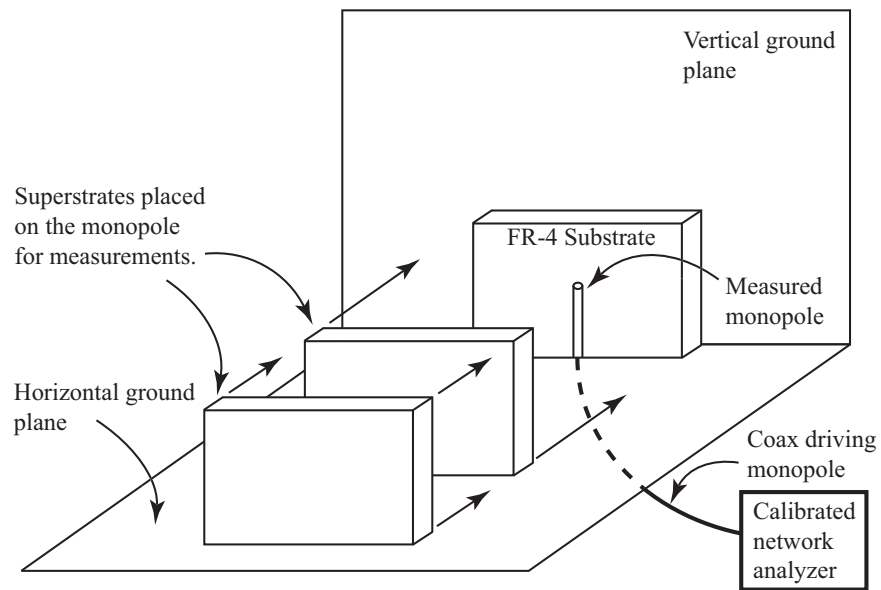 Vertical ground
plane
Superstrates placed
on the monopole
for measurements.
FR-4 Substrate
Measured
monopole
Horizontal ground
plane
Coax driving
monopole
Calibrated
network
analyzer